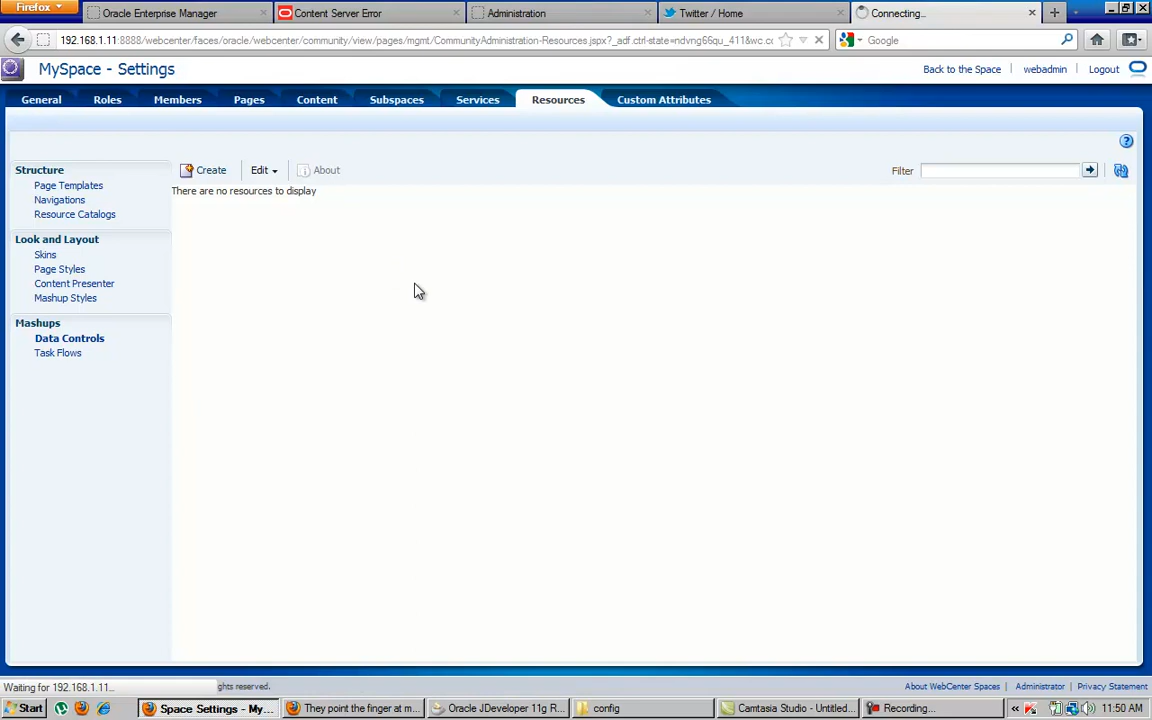 Firefox
Oracle Enterprise Manager
Content Server Error
Administration
Twitter / Home
Connecting...
192.168.1.11:8888/webcenter/faces/oracle/webcenter/community/view/pages/mgmt/CommunityAdministration-Resources.jspx?_adf.ctrl-state=ndvng66qu_411&wc.cc
Google
MySpace - Settings
Back to the Space
webadmin
Logout
General
Roles
Members
Pages
Content
Subspaces
Services
Resources
Custom Attributes
Structure
Page Templates
Navigations
Resource Catalogs
Look and Layout
Skins
Page Styles
Content Presenter
Mashup Styles
Mashups
Data Controls
Task Flows
Create
Edit
About
Filter
There are no resources to display
Waiting for 192.168.1.11...
ghts reserved.
About WebCenter Spaces
Administrator
Privacy Statement
Start
Space Settings - My...
They point the finger at m...
Oracle JDeveloper 11g R...
config
Camtasia Studio - Untitled...
Recording...
11:50 AM